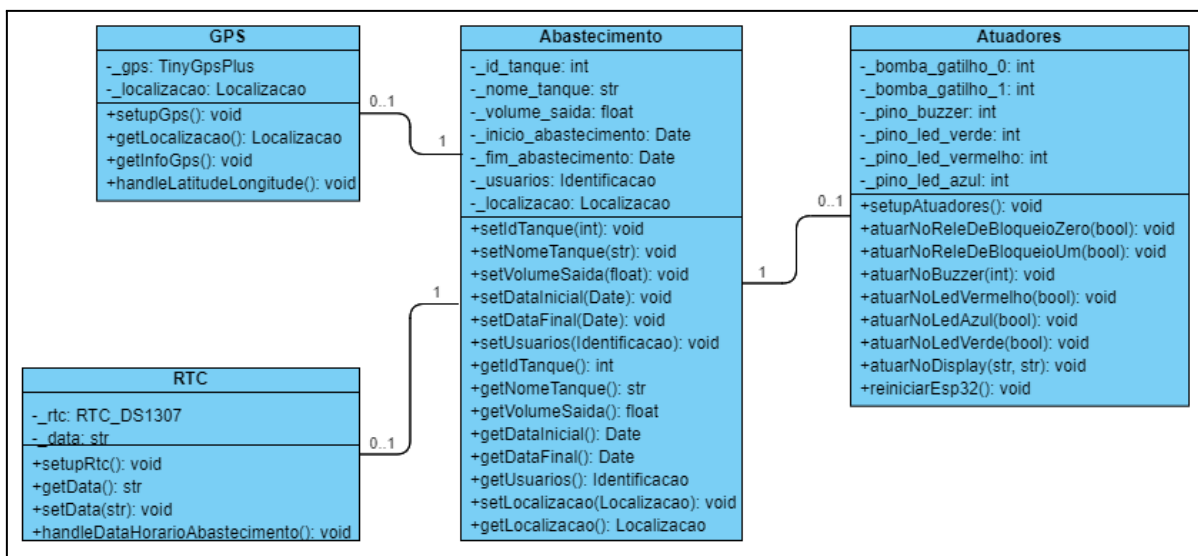 GPS
-_gps: TinyGpsPlus
-_localizacao: Localizacao
+setupGps(): void
+getLocalizacao(): Localizacao
+getInfoGps(): void
+handleLatitudeLongitude(): void
0..1
1
Abastecimento
-_id_tanque: int
-_nome_tanque: str
-_volume_saida: float
-_inicio_abastecimento: Date
-_fim_abastecimento: Date
-_usuarios: Identificacao
-_localizacao: Localizacao
+setIdTanque(int): void
+setNomeTanque(str): void
+setVolumeSaida(float): void
+setDataInicial(Date): void
+setDataFinal(Date): void
+setUsuarios(Identificacao): void
+getIdTanque(): int
+getNomeTanque(): str
+getVolumeSaida(): float
+getDataInicial(): Date
+getDataFinal(): Date
+getUsuarios(): Identificacao
+setLocalizacao(Localizacao): void
+getLocalizacao(): Localizacao
0..1
1
Atuadores
-_bomba_gatilho_0: int
-_bomba_gatilho_1: int
-_pino_buzzer: int
-_pino_led_verde: int
-_pino_led_vermelho: int
-_pino_led_azul: int
+setupAtuadores(): void
+atuarNoReleDeBloqueioZero(bool): void
+atuarNoReleDeBloqueioUm(bool): void
+atuarNoBuzzer(int): void
+atuarNoLedVermelho(bool): void
+atuarNoLedAzul(bool): void
+atuarNoLedVerde(bool): void
+atuarNoDisplay(str, str): void
+reiniciarEsp32(): void
1
0..1
RTC
-_rtc: RTC_DS1307
-_data: str
+setupRtc(): void
+getData(): str
+setData(str): void
+handleDataHorarioAbastecimento(): void